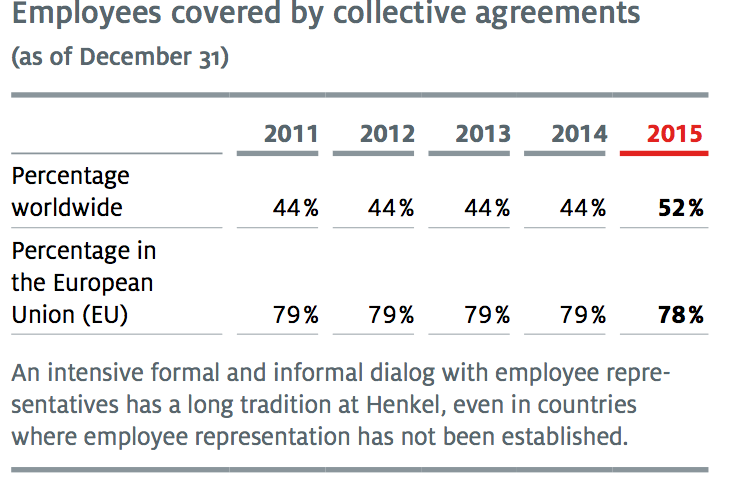 Employees covered by collective agreements
(as of December 31)
2011 2012 2013 2014 2015
Percentage
worldwide 44% 44% 44% 44% 52%
Percentage in
the European
Union (EU) 79% 79% 79% 79% 78%
An intensive formal and informal dialog with employee repre-
sentatives has a long tradition at Henkel, even in countries
where employee representation has not been established.